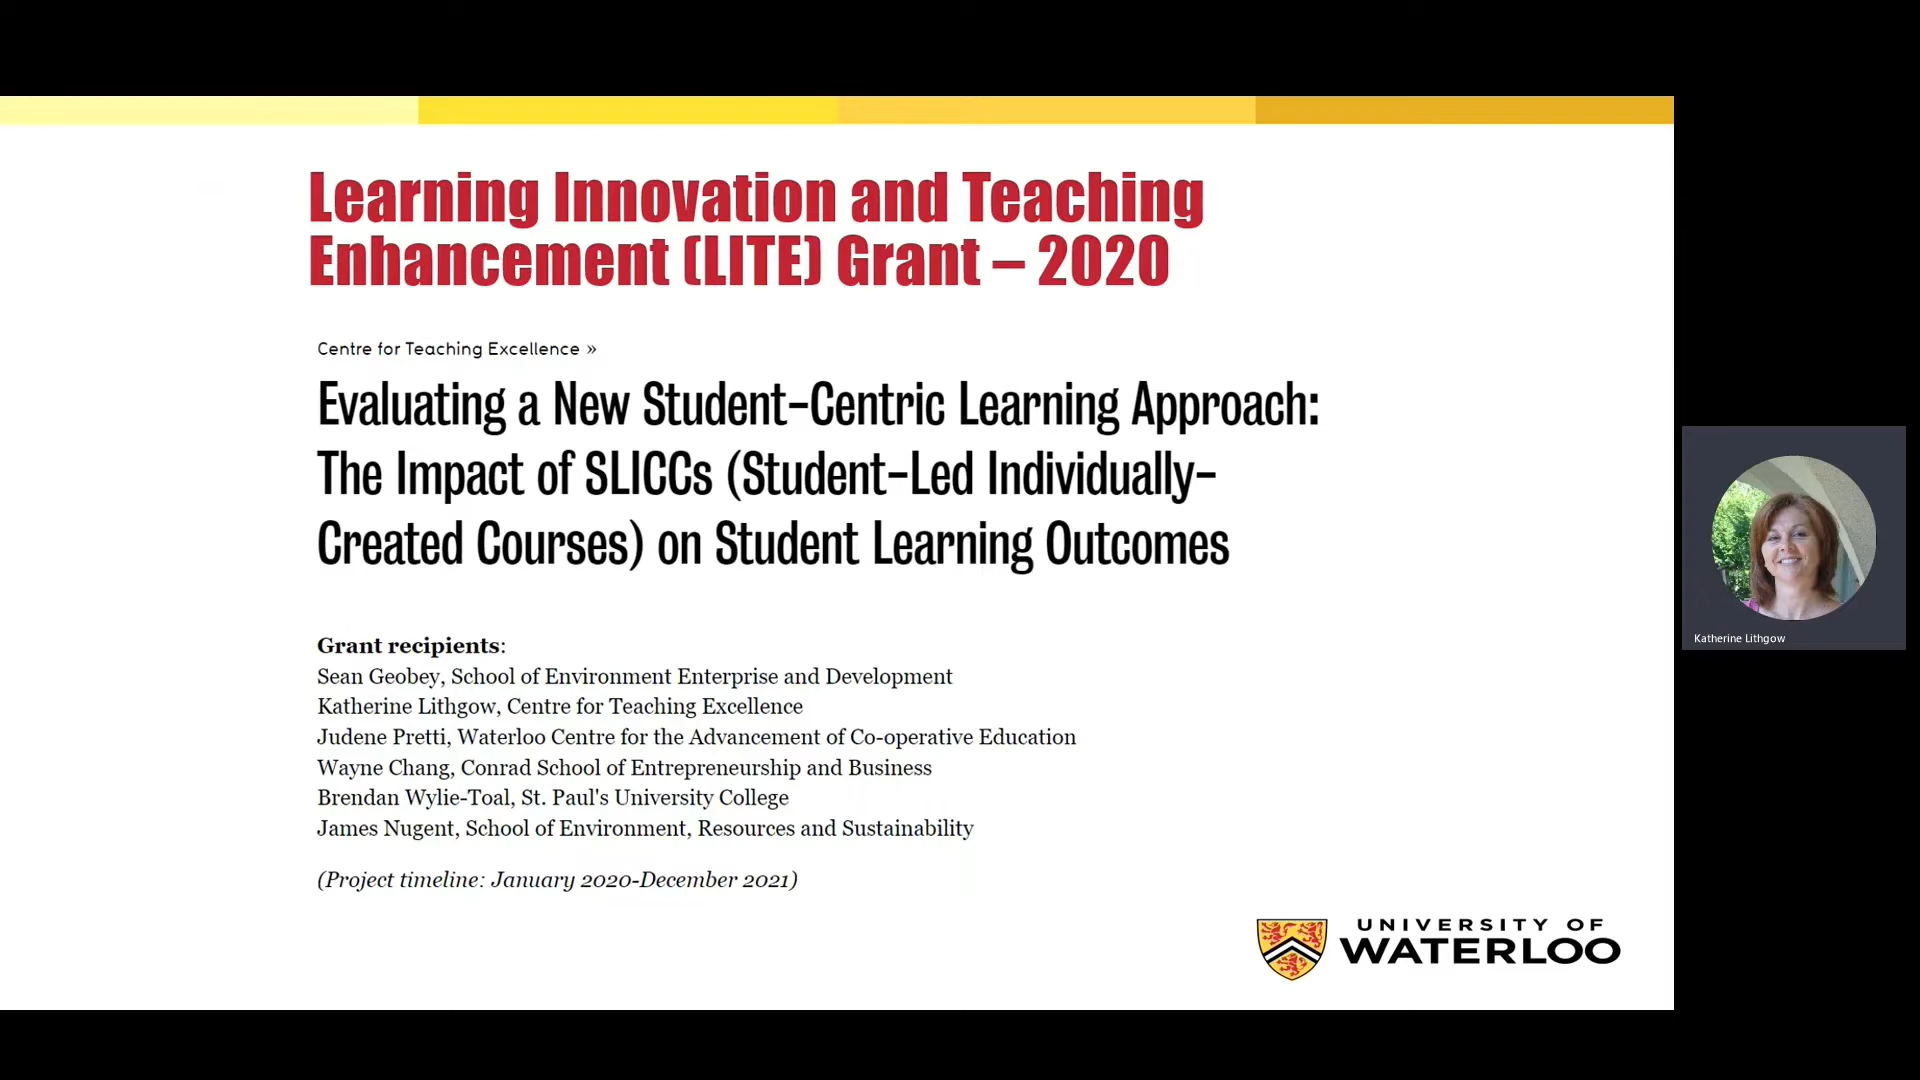 Learning Innovation and Teaching
Enhancement (LITE) Grant – 2020
Centre for Teaching Excellence »
Evaluating a New Student-Centric Learning Approach:
The Impact of SLICCs (Student-Led Individually-
Created Courses) on Student Learning Outcomes
Grant recipients:
Sean Geobey, School of Environment Enterprise and Development
Katherine Lithgow, Centre for Teaching Excellence
Judene Pretti, Waterloo Centre for the Advancement of Co-operative Education
Wayne Chang, Conrad School of Entrepreneurship and Business
Brendan Wylie-Toal, St. Paul's University College
James Nugent, School of Environment, Resources and Sustainability
(Project timeline: January 2020-December 2021)
UNIVERSITY OF
WATERLOO
Katherine Lithgow